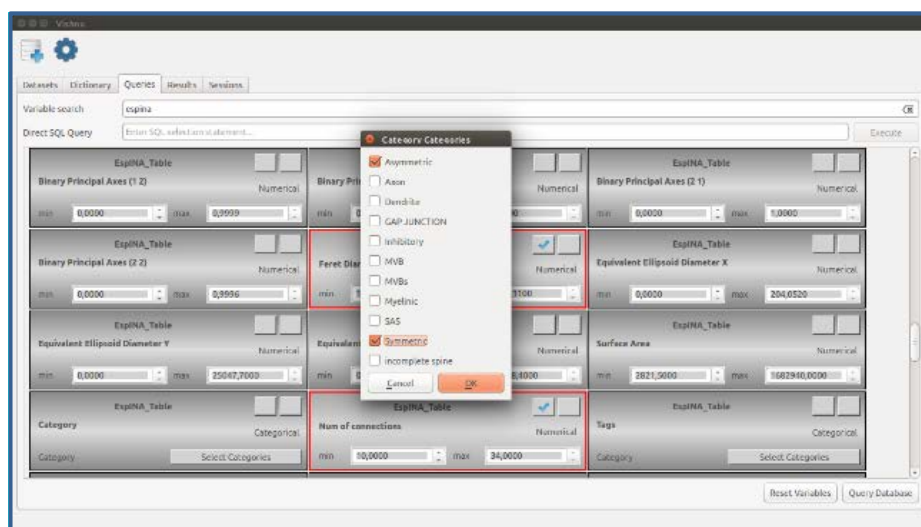 Vishna
Datasets Dictionary Queries Results Sessions
Variable search espina
Direct SQL Query Enter SQL selection statement... Execute
Category Categories
Asymmetric
Axon
Dendrite
GAP JUNCTION
Inhibitory
MVB
MVBs
Myelinic
SAS
Symmetric
incomplete spine
Cancel OK
EspINA_Table EspINA_Table
Binary Principal Axes (1 2) Numerical Binary Numerical Binary Principal Axes (2 1) Numerical
min 0,0000 max 0,9999 min min 0,0000 max 1,0000
EspINA_Table EspINA_Table
Binary Principal Axes (2 2) Numerical Feret Numerical Equivalent Ellipsoid Diameter X Numerical
min 0,0000 max 0,9996 min min 0,0000 max 204,0520
EspINA_Table EspINA_Table
Equivalent Ellipsoid Diameter Y Numerical Numerical Surface Area Numerical
min 0,0000 max 25047,7000 min min 2821,5000 max 1682940,0000
EspINA_Table EspINA_Table EspINA_Table
Category Categorical Num of connections Numerical Tags Categorical
Category Select Categories min 10,0000 max 34,0000 Category Select Categories
Reset Variables Query Database